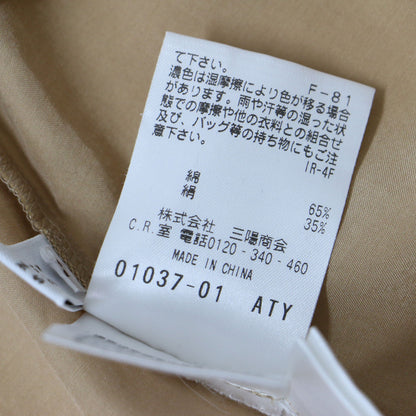 て下さい。
F-81
濃色は湿摩擦により色が移る場合
があります。雨や汗等の湿った状
態での摩擦や他の衣料との組合せ
及び、バッグ等の持ち物にもご注
意下さい。
IR-4F
綿 65%
絹 35%
株式会社 三陽商会
C.R.室 電話0120-340-460
MADE IN CHINA
01037-01 ATY